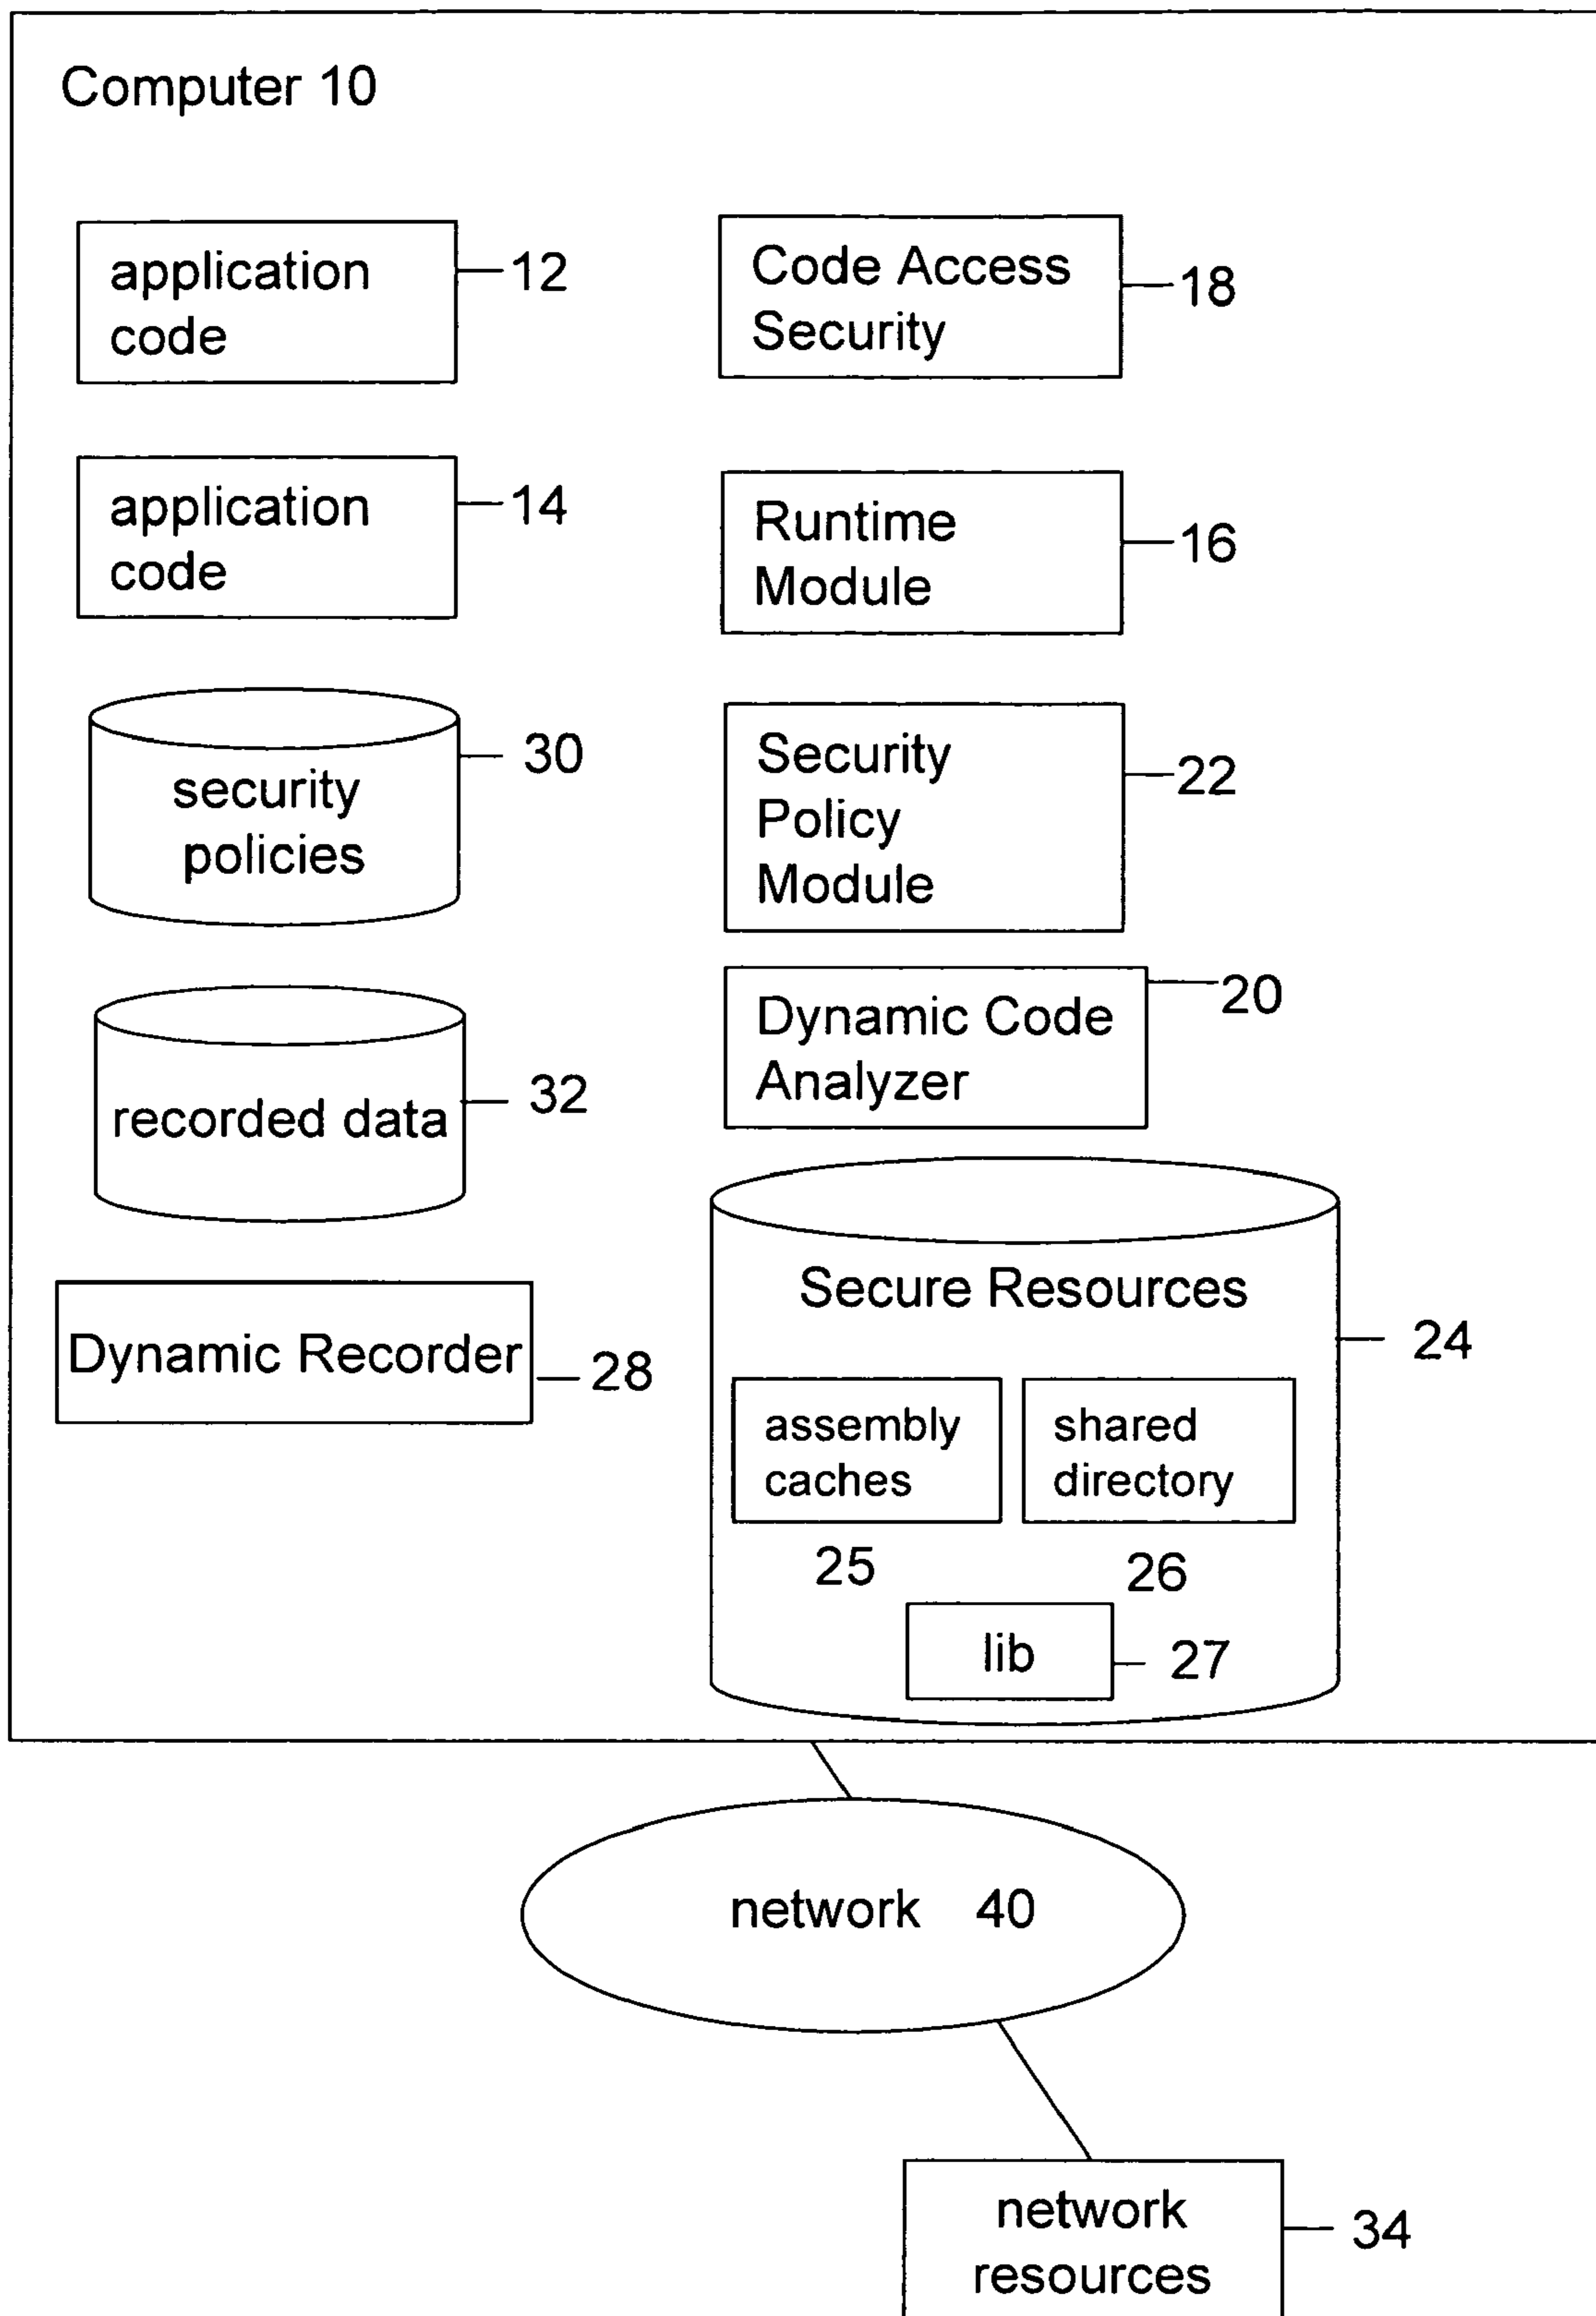 Computer 10
application
code
12
Code Access
Security
18
application
code
14
Runtime
Module
16
security
policies
30
Security
Policy
Module
22
recorded data
32
Dynamic Code
Analyzer
20
Dynamic Recorder
28
Secure Resources
24
assembly
caches
25
shared
directory
26
lib
27
network 40
network
resources
34